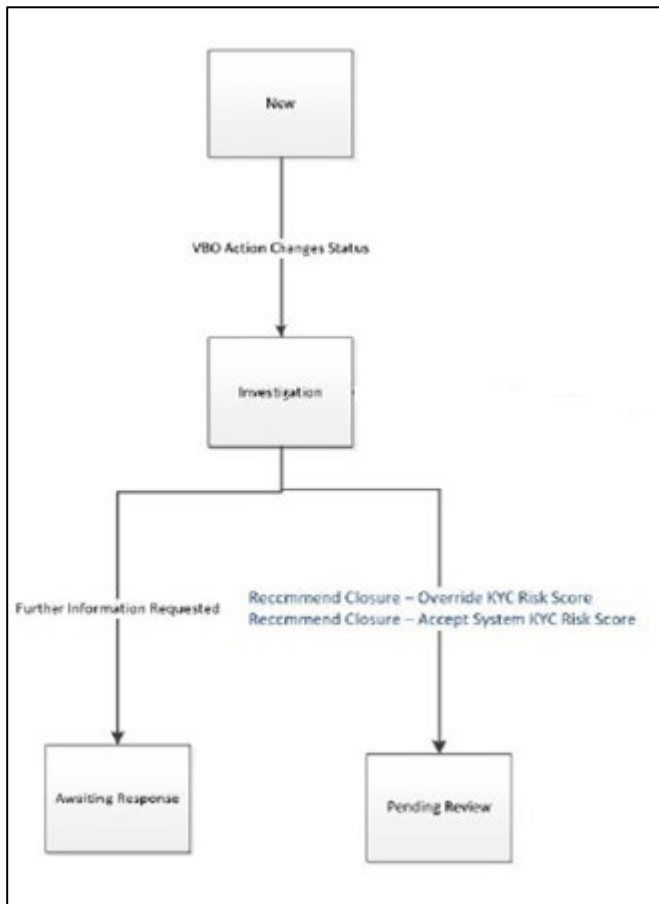 New
VBO Action Changes Status
Investigation
Further Information Requested
Reccmmend Closure – Override KYC Risk Score
Reccmmend Closure – Accept System KYC Risk Score
Awaiting Response
Pending Review